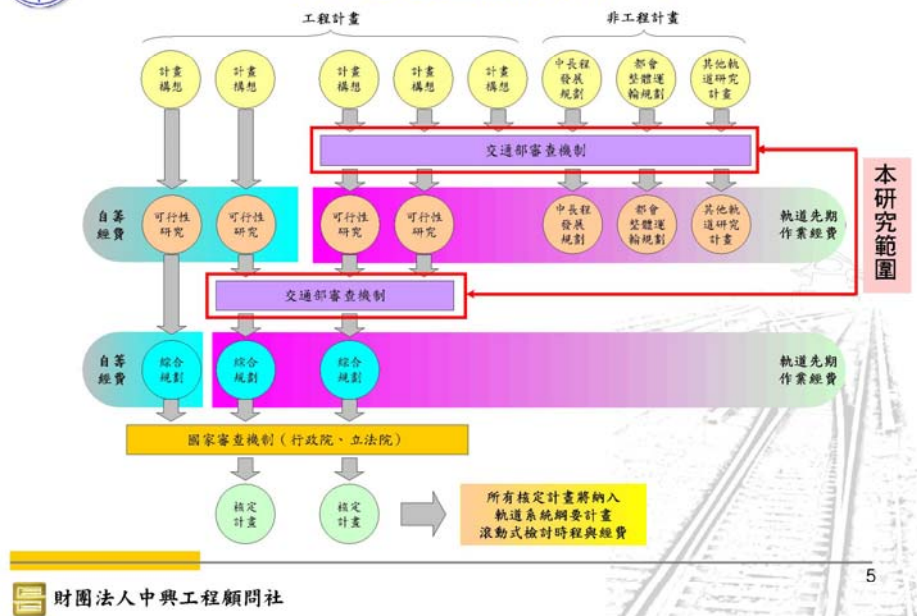 工程計畫
非工程計畫
計畫
構想
計畫
構想
計畫
構想
計畫
構想
計畫
構想
中長程
發展
規劃
都會
整體運
輸規劃
其他軌
道研究
計畫
交通部審查機制
本研究範圍
自籌
經費
可行性
研究
可行性
研究
可行性
研究
可行性
研究
中長程
發展
規劃
都會
整體運
輸規劃
其他軌
道研究
計畫
軌道先期
作業經費
交通部審查機制
自籌
經費
綜合
規劃
綜合
規劃
綜合
規劃
軌道先期
作業經費
國家審查機制(行政院、立法院)
核定
計畫
核定
計畫
所有核定計畫將納入
軌道系統綱要計畫
滾動式檢討時程與經費
5
財團法人中興工程顧問社